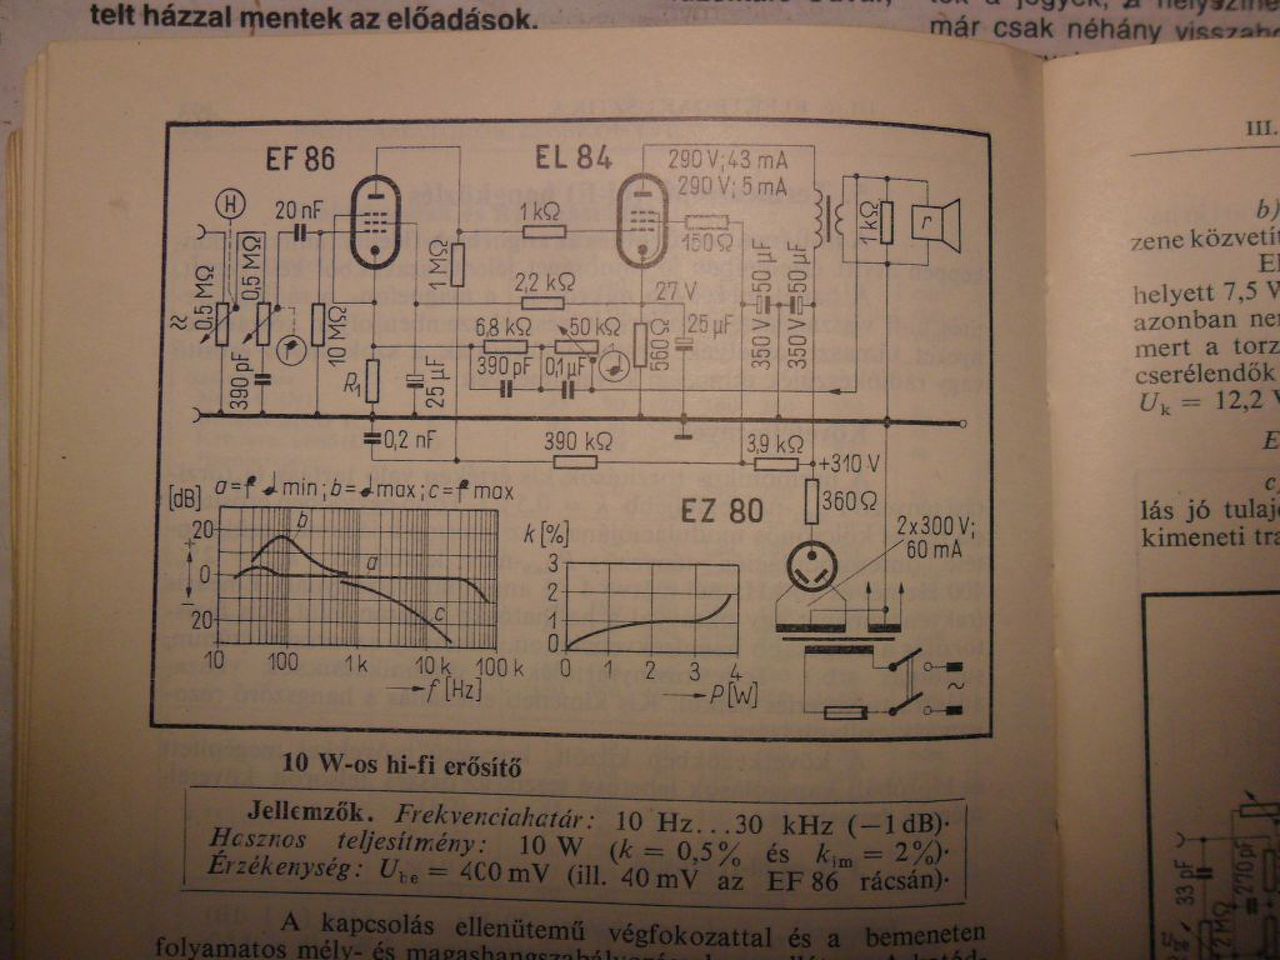 telt házzal mentek az előadások.
már csak néhány
EF 86
EL 84
290 V; 43 mA
290 V; 5 mA
H
20 nF
1 kΩ
150 Ω
1 kΩ
r
0,5 MΩ
0,5 MΩ
1 MΩ
50 µF
50 µF
2,2 kΩ
27 V
10 MΩ
6,8 kΩ
50 kΩ
560 Ω
25 µF
350 V
350 V
390 pF
390 pF
0,1 µF
R1
25 µF
0,2 nF
390 kΩ
3,9 kΩ
+310 V
360 Ω
EZ 80
2x300 V;
60 mA
[dB]
min; b=
max; c=
max
20
+
0
−
20
a
b
c
10 100 1k 10k 100 k
f [Hz]
k [%]
3
2
1
0
0 1 2 3 4
P [W]
~
10 W-os hi-fi erősítő
Jellemzők. Frekvenciahatár: 10 Hz...30 kHz (−1 dB)·
Hasznos teljesítmény: 10 W (k = 0,5% és kim = 2%)·
Érzékenység: Ube = 400 mV (ill. 40 mV az EF 86 rácsán)·
A kapcsolás ellenütemű végfokozattal és a bemeneten
folyamatos mély- és
III.
b)
zene
helyett 7,5 V
azonban
mert a torz
cserélendők
Uk = 12,2 V
E
c
lás jó
kimeneti
33 pF
270 pF